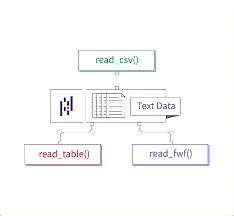 read_csv()
Text Data
read_table()
read_fwf()